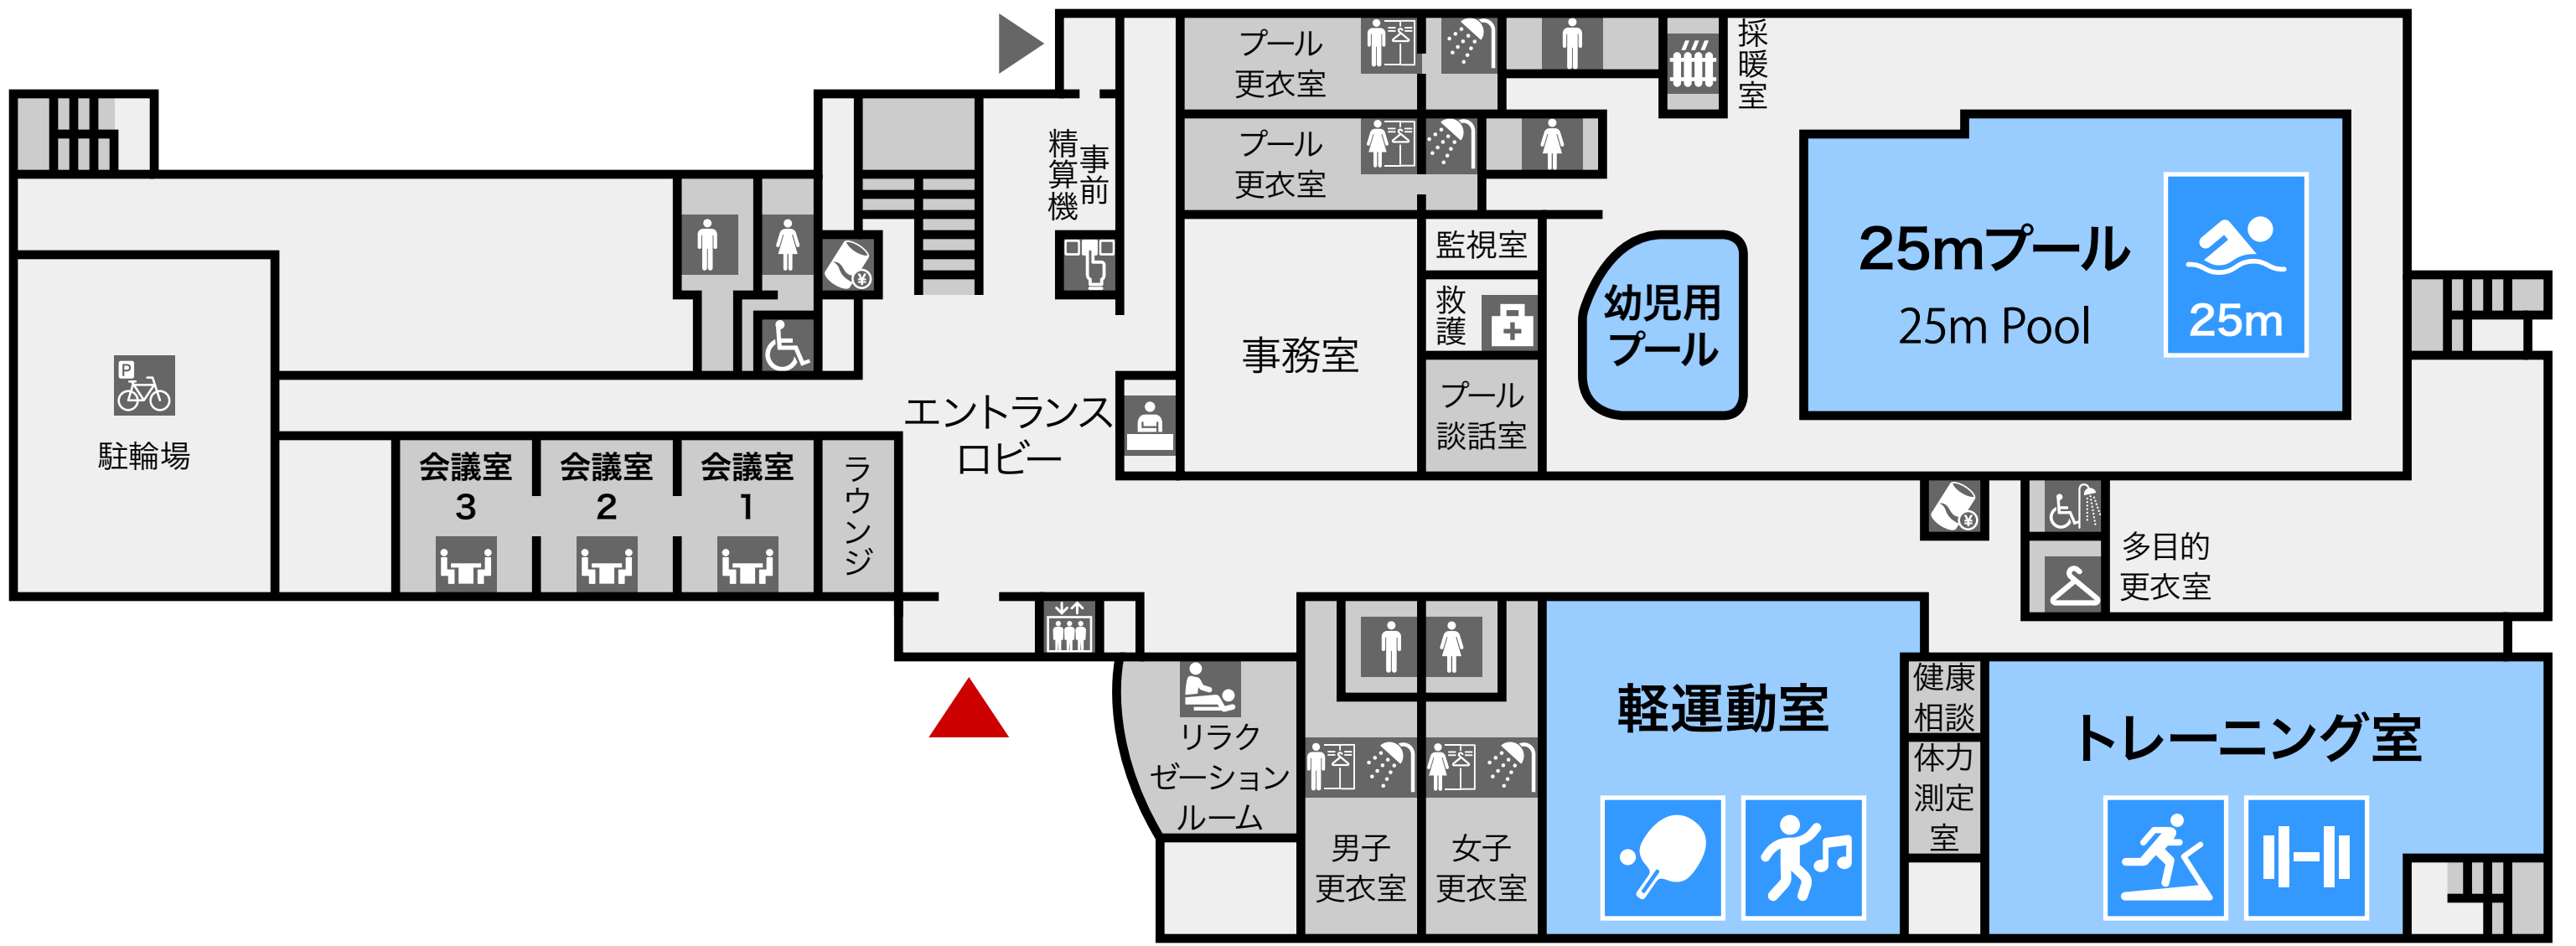 プール
更衣室
採暖室
事前
精算機
プール
更衣室
25mプール
25m Pool
25m
監視室
救護
幼児用
プール
事務室
¥
P
駐輪場
エントランス
ロビー
プール
談話室
会議室
3
会議室
2
会議室
1
ラウンジ
¥
多目的
更衣室
健康
相談
軽運動室
トレーニング室
リラク
ゼーション
ルーム
体力
測定
室
男子
更衣室
女子
更衣室